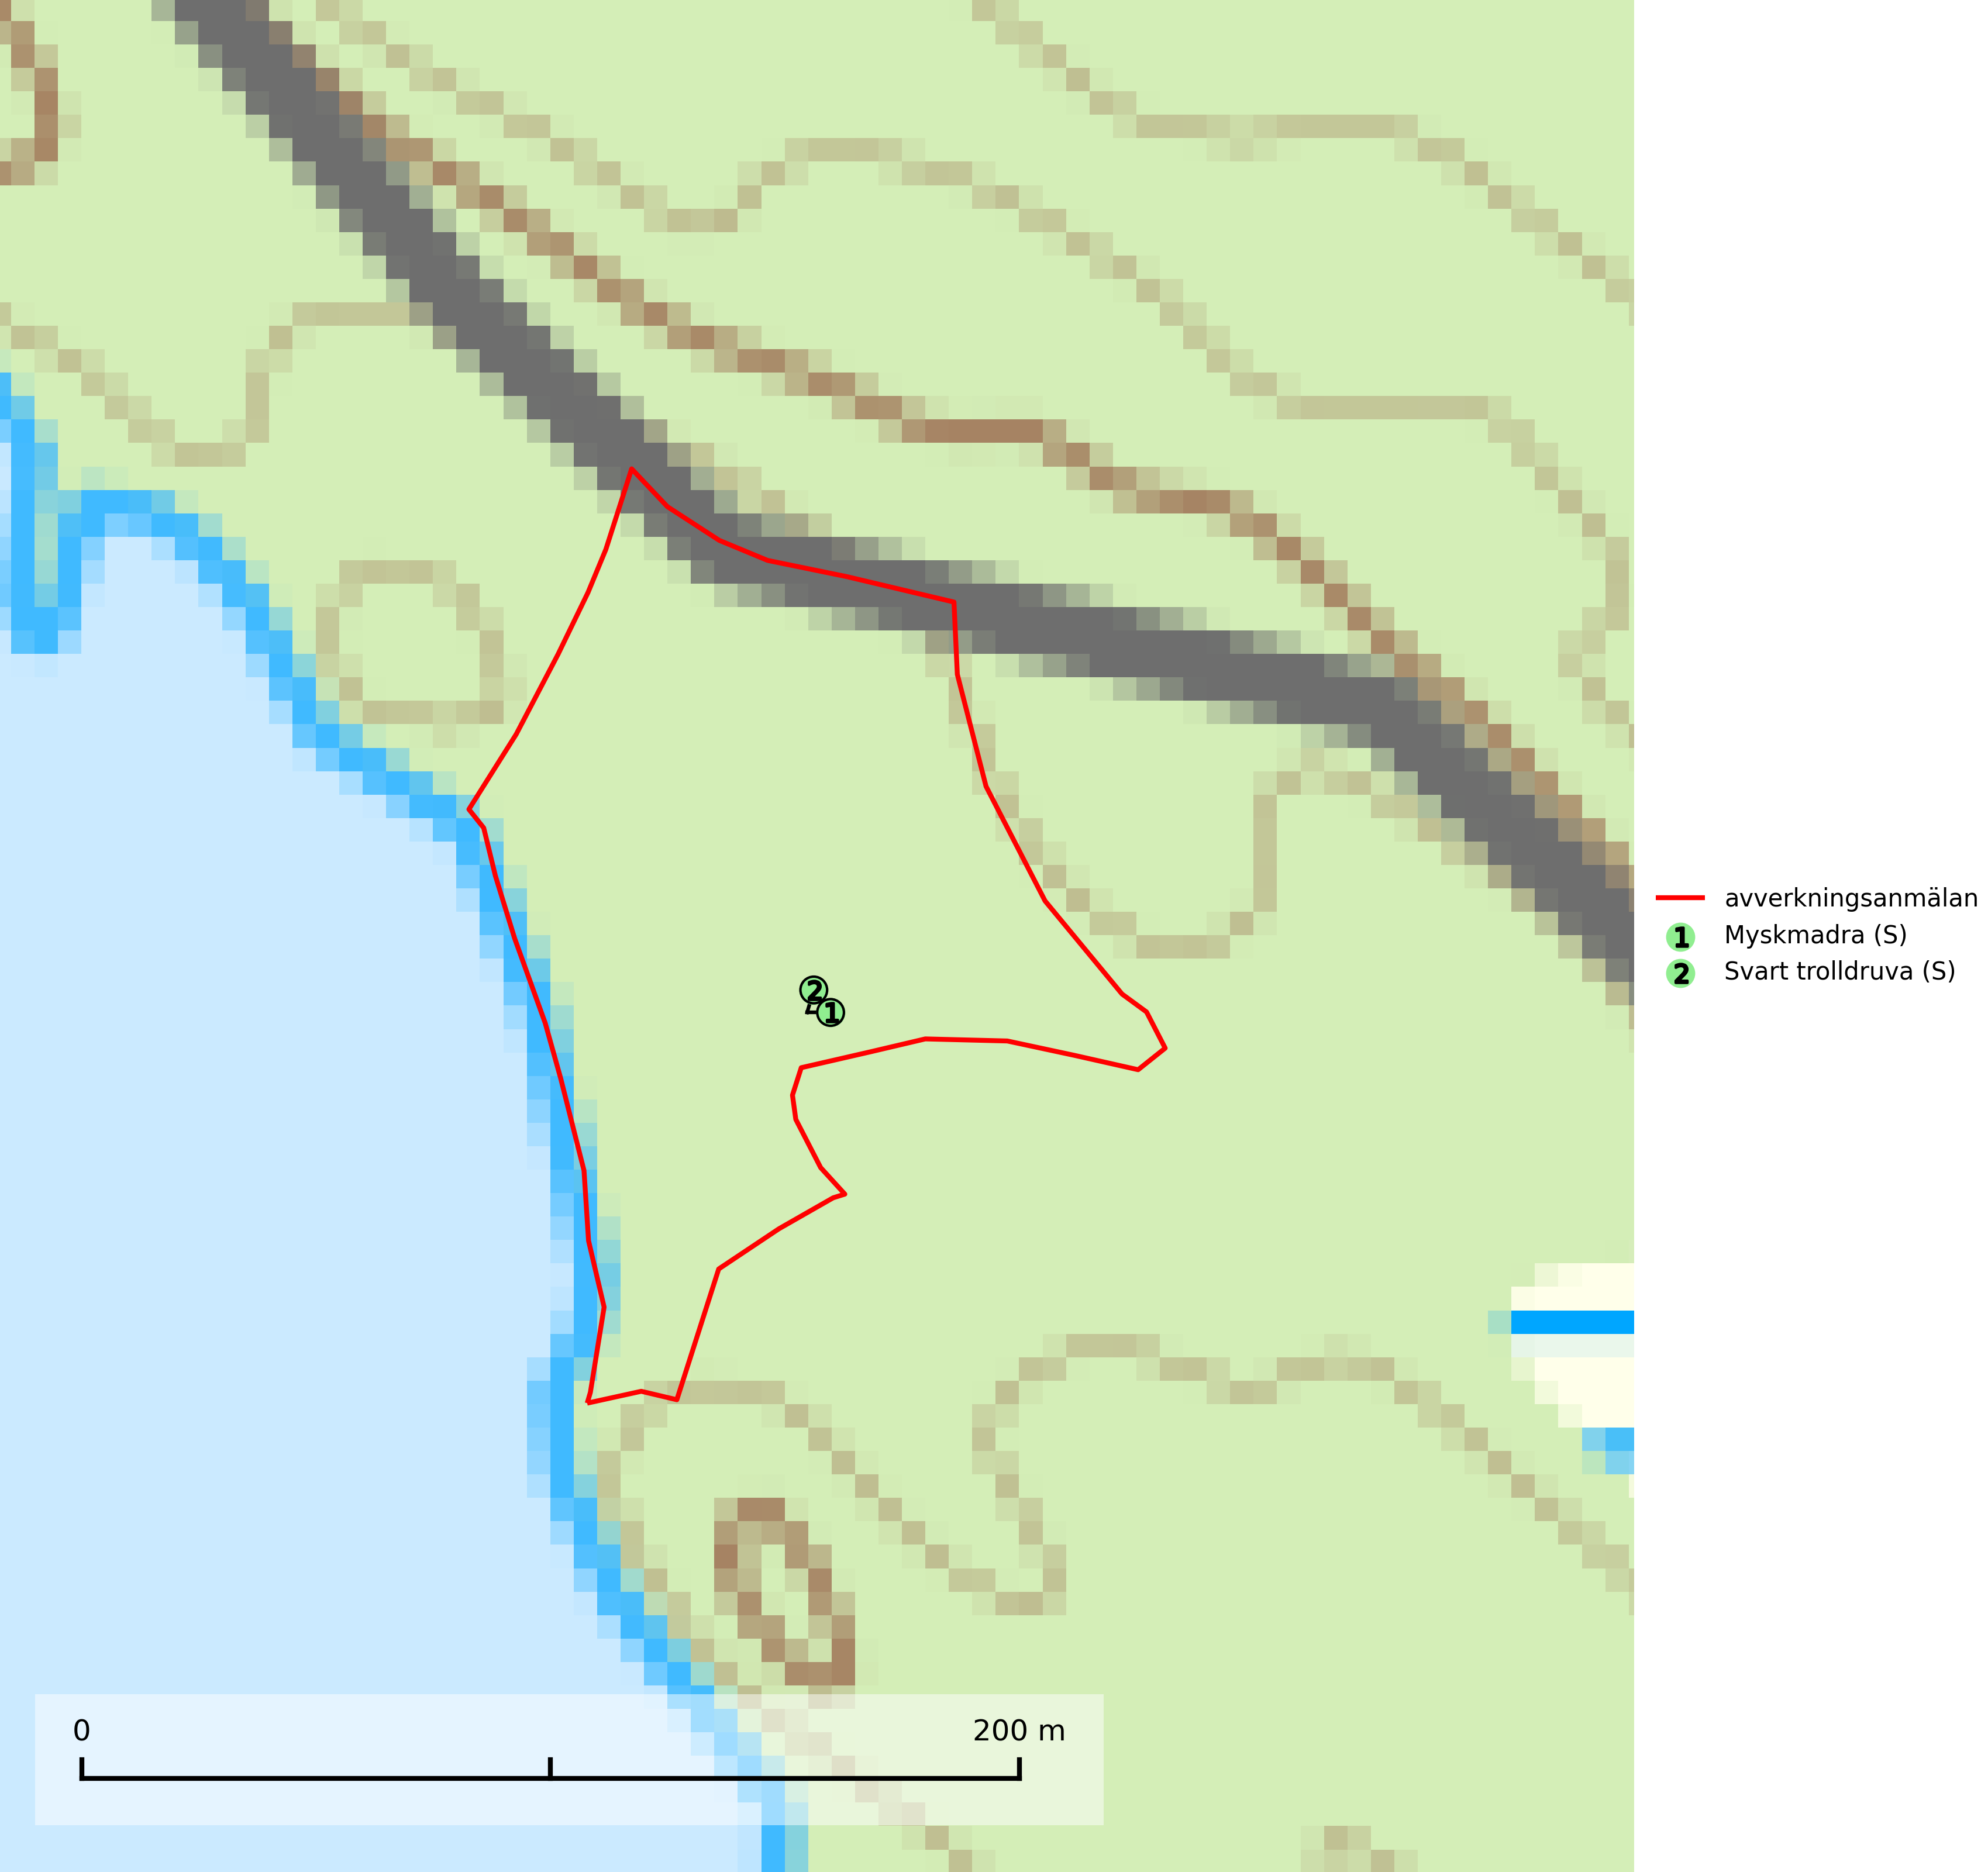 avverkningsanmälan
1 Myskmadra (S)
2 Svart trolldruva (S)
2
1
0 200 m